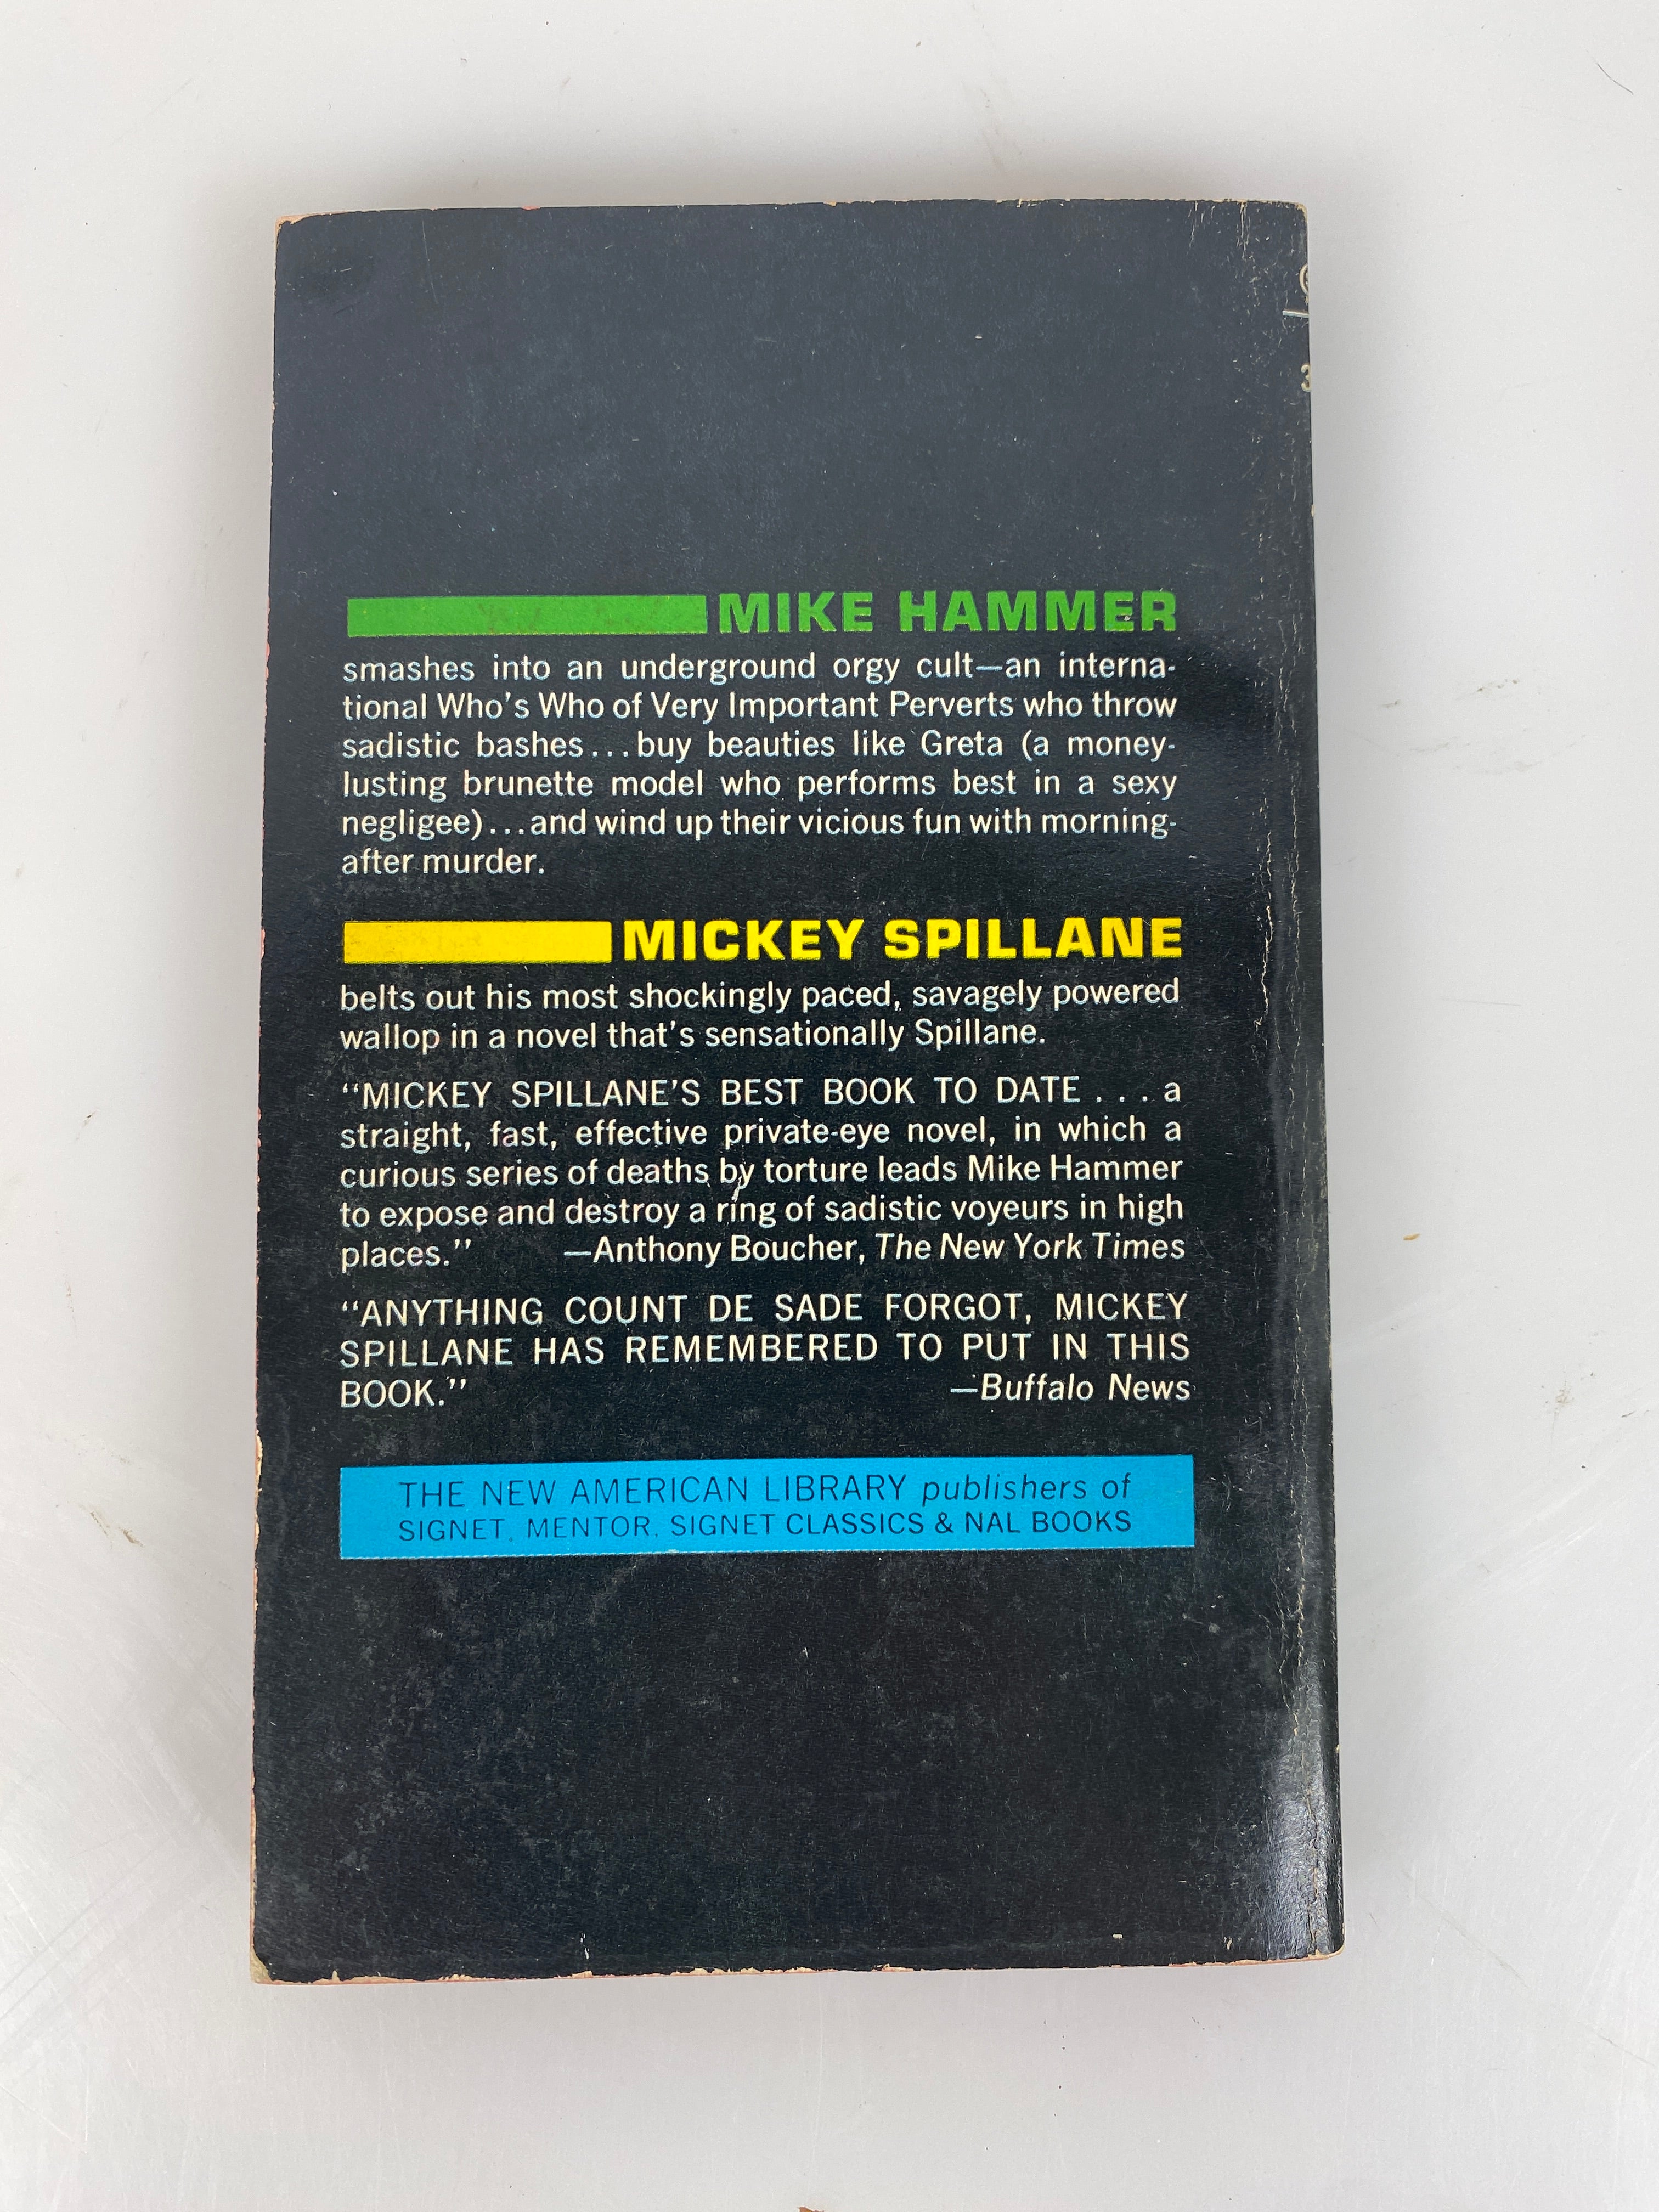 MIKE HAMMER
smashes into an underground orgy cult—an interna-
tional Who's Who of Very Important Perverts who throw
sadistic bashes...buy beauties like Greta (a money-
lusting brunette model who performs best in a sexy
negligee)...and wind up their vicious fun with morning-
after murder.
MICKEY SPILLANE
belts out his most shockingly paced, savagely powered
wallop in a novel that's sensationally Spillane.
"MICKEY SPILLANE'S BEST BOOK TO DATE . . . a
straight, fast, effective private-eye novel, in which a
curious series of deaths by torture leads Mike Hammer
to expose and destroy a ring of sadistic voyeurs in high
places." —Anthony Boucher, The New York Times
"ANYTHING COUNT DE SADE FORGOT, MICKEY
SPILLANE HAS REMEMBERED TO PUT IN THIS
BOOK." —Buffalo News
THE NEW AMERICAN LIBRARY publishers of
SIGNET, MENTOR, SIGNET CLASSICS & NAL BOOKS